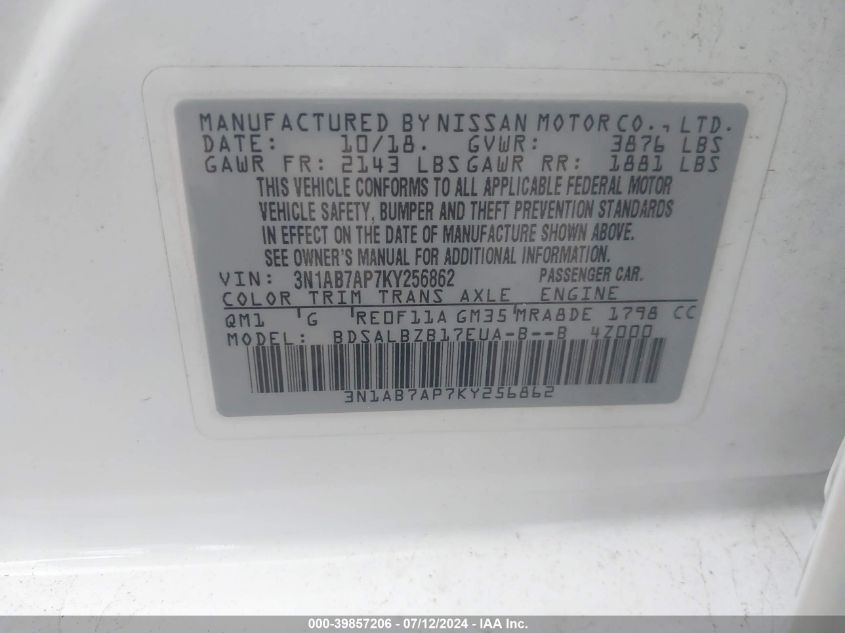 MANUFACTURED BY NISSAN MOTOR CO., LTD.
DATE: 10/18. GVWR: 3876 LBS
GAWR FR: 2143 LBS GAWR RR: 1881 LBS
THIS VEHICLE CONFORMS TO ALL APPLICABLE FEDERAL MOTOR
VEHICLE SAFETY, BUMPER AND THEFT PREVENTION STANDARDS
IN EFFECT ON THE DATE OF MANUFACTURE SHOWN ABOVE.
SEE OWNER'S MANUAL FOR ADDITIONAL INFORMATION.
VIN: 3N1AB7AP7KY256862 PASSENGER CAR.
COLOR TRIM TRANS AXLE ENGINE
QM1 G RE0F11A GM35 MRA8DE 1798 CC
MODEL: BDSALBZB17EUA-B--B 4Z000
3N1AB7AP7KY256862
000-39857206 - 07/12/2024 - IAA Inc.